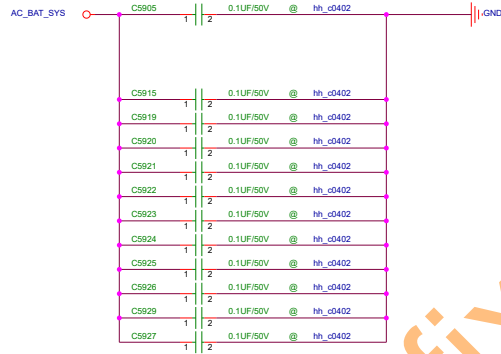 AC_BAT_SYS C5905 0.1UF/50V @ hh_c0402 GND
1 2
C5915 0.1UF/50V @ hh_c0402
1 2
C5919 0.1UF/50V @ hh_c0402
1 2
C5920 0.1UF/50V @ hh_c0402
1 2
C5921 0.1UF/50V @ hh_c0402
1 2
C5922 0.1UF/50V @ hh_c0402
1 2
C5923 0.1UF/50V @ hh_c0402
1 2
C5924 0.1UF/50V @ hh_c0402
1 2
C5925 0.1UF/50V @ hh_c0402
1 2
C5926 0.1UF/50V @ hh_c0402
1 2
C5929 0.1UF/50V @ hh_c0402
1 2
C5927 0.1UF/50V @ hh_c0402
1 2